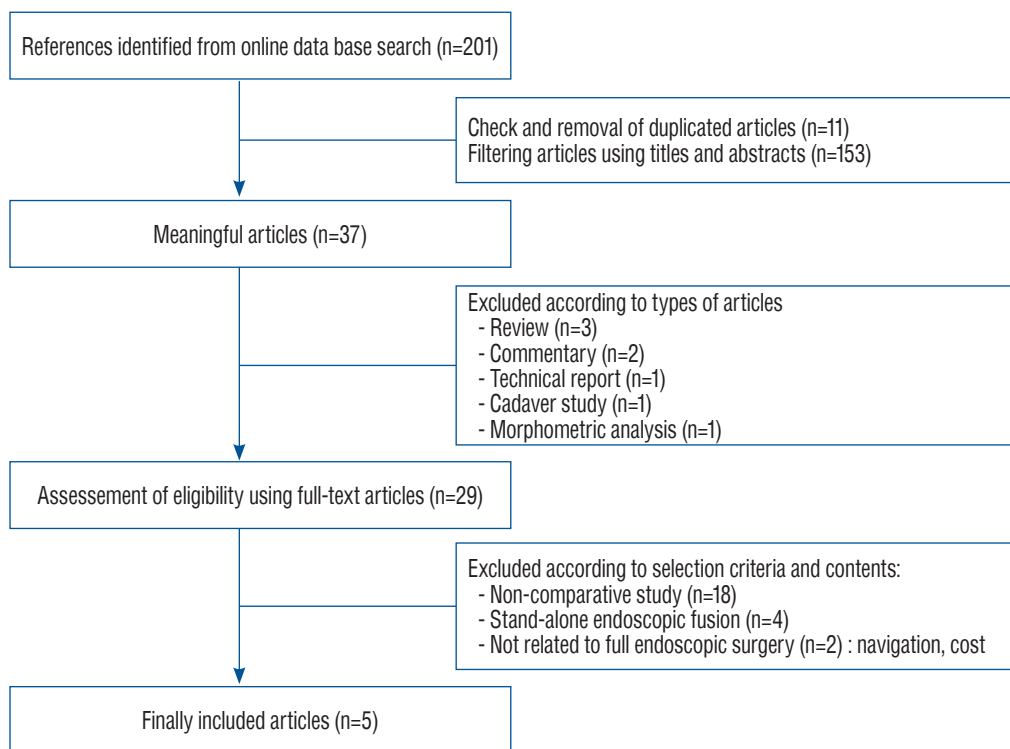 References identified from online data base search (n=201)
Check and removal of duplicated articles (n=11)
Filtering articles using titles and abstracts (n=153)
Meaningful articles (n=37)
Excluded according to types of articles
- Review (n=3)
- Commentary (n=2)
- Technical report (n=1)
- Cadaver study (n=1)
- Morphometric analysis (n=1)
Assessement of eligibility using full-text articles (n=29)
Excluded according to selection criteria and contents:
- Non-comparative study (n=18)
- Stand-alone endoscopic fusion (n=4)
- Not related to full endoscopic surgery (n=2) : navigation, cost
Finally included articles (n=5)